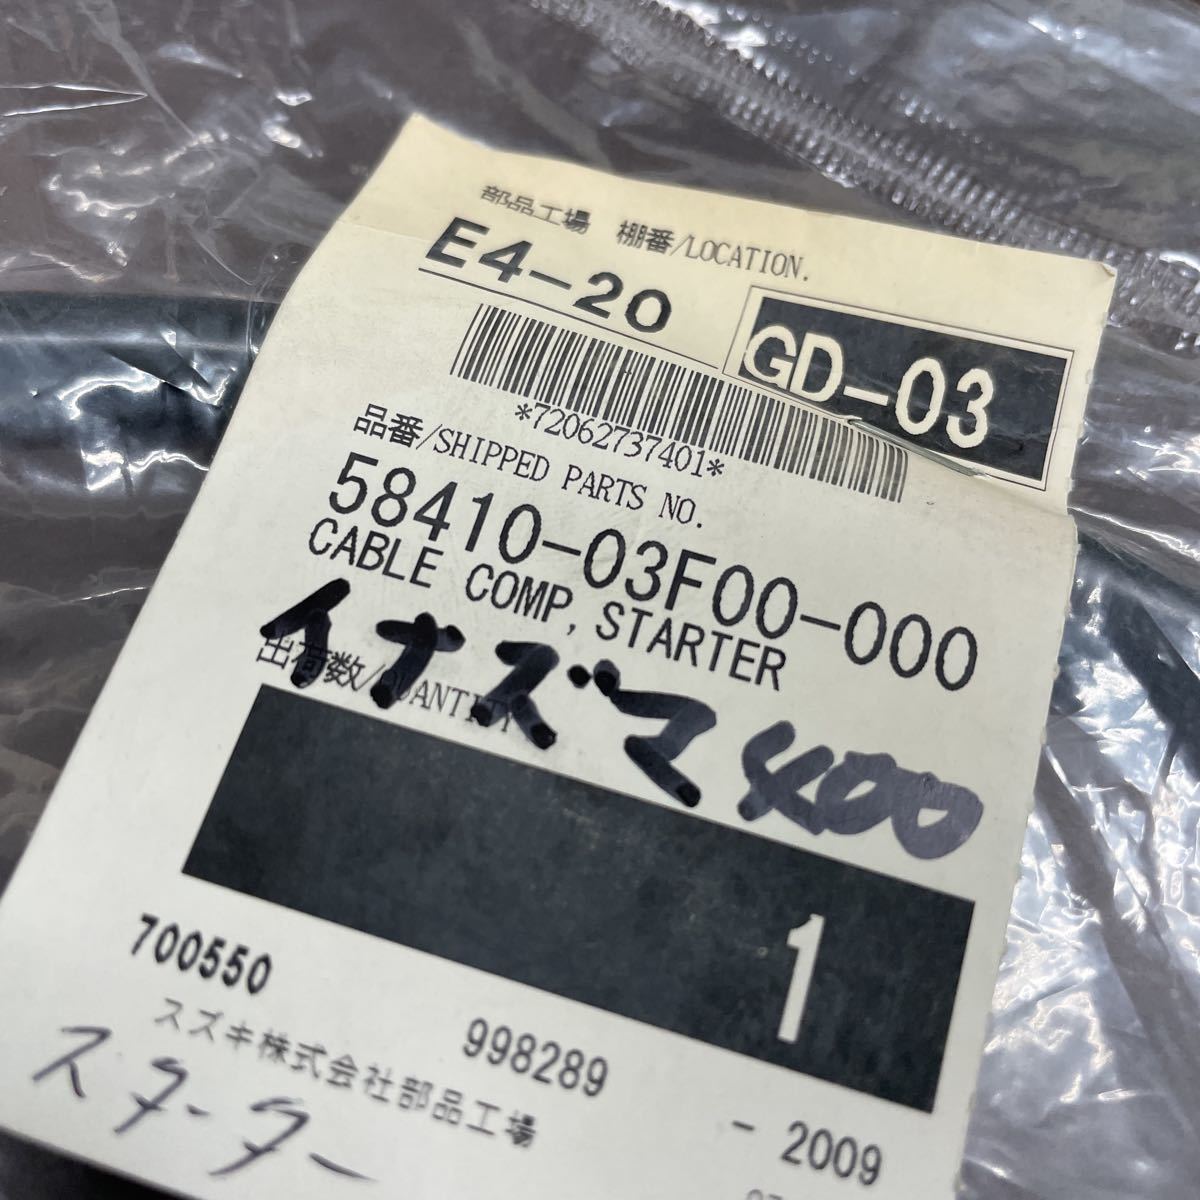 部品工場 棚番/LOCATION.
E4-20
GD-03
*72062737401*
品番/SHIPPED PARTS NO.
58410-03F00-000
CABLE COMP, STARTER
イナズマ400
出荷数/QUANTITY
1
700550
998289
-2009
スズキ株式会社部品工場
スターター